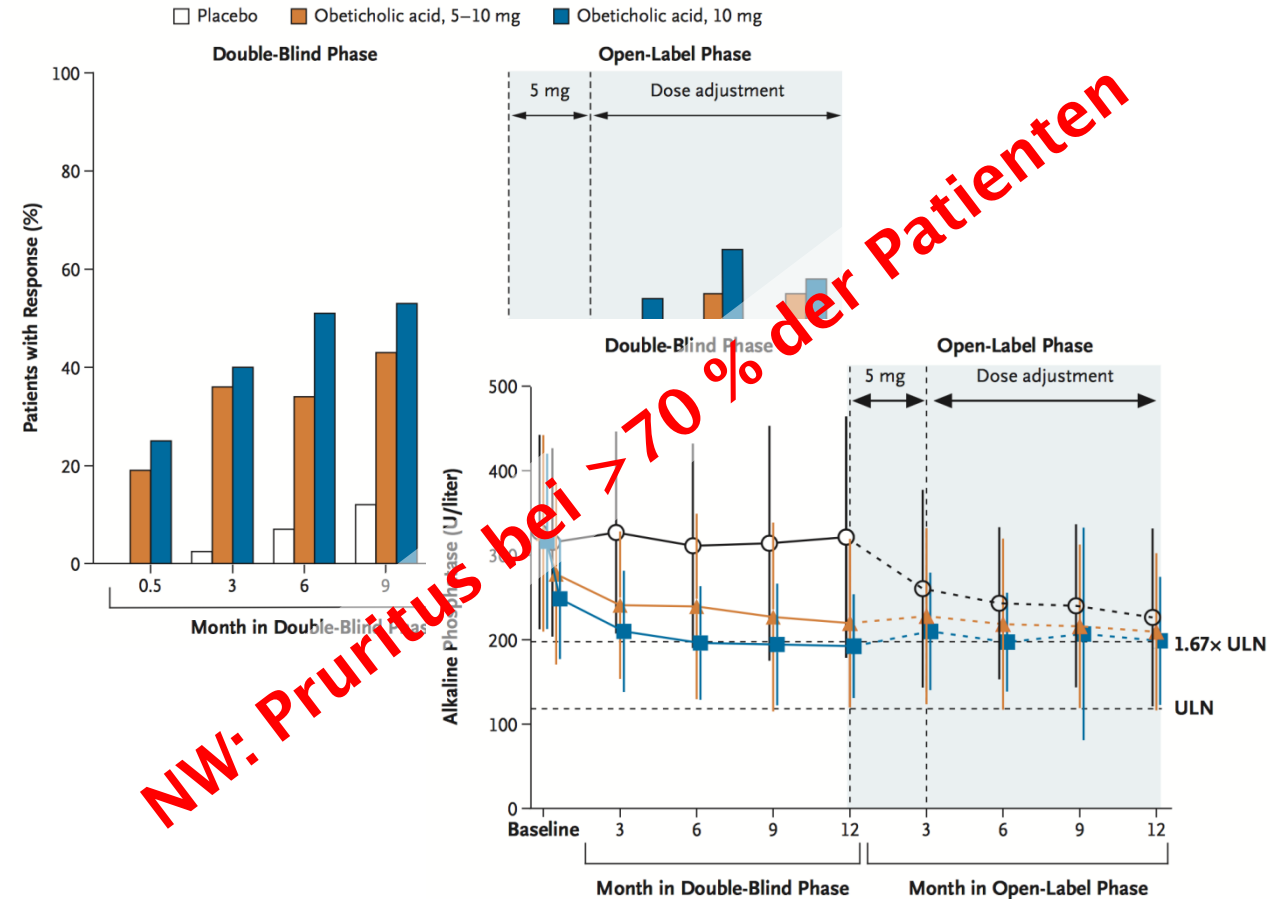 Placebo Obeticholic acid, 5–10 mg Obeticholic acid, 10 mg
Double-Blind Phase
Open-Label Phase
5 mg
Dose adjustment
Patients with Response (%)
100
80
60
40
20
0
0.5 3 6 9
Month in Double-Blind Phas
Double-Blind Phase
Open-Label Phase
5 mg
Dose adjustment
Alkaline Phosphatase (U/liter)
500
400
300
200
100
0
1.67× ULN
ULN
Baseline 3 6 9 12 3 6 9 12
Month in Double-Blind Phase
Month in Open-Label Phase
NW: Pruritus bei >70 % der Patienten